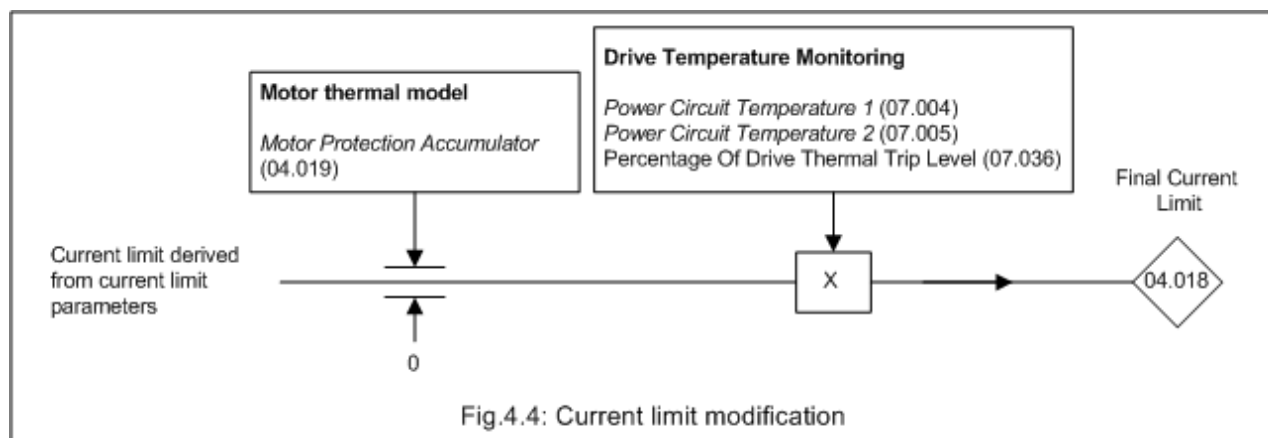 Motor thermal model
Motor Protection Accumulator
(04.019)
Drive Temperature Monitoring
Power Circuit Temperature 1 (07.004)
Power Circuit Temperature 2 (07.005)
Percentage Of Drive Thermal Trip Level (07.036)
Final Current
Limit
Current limit derived
from current limit
parameters
X
04.018
0
Fig.4.4: Current limit modification